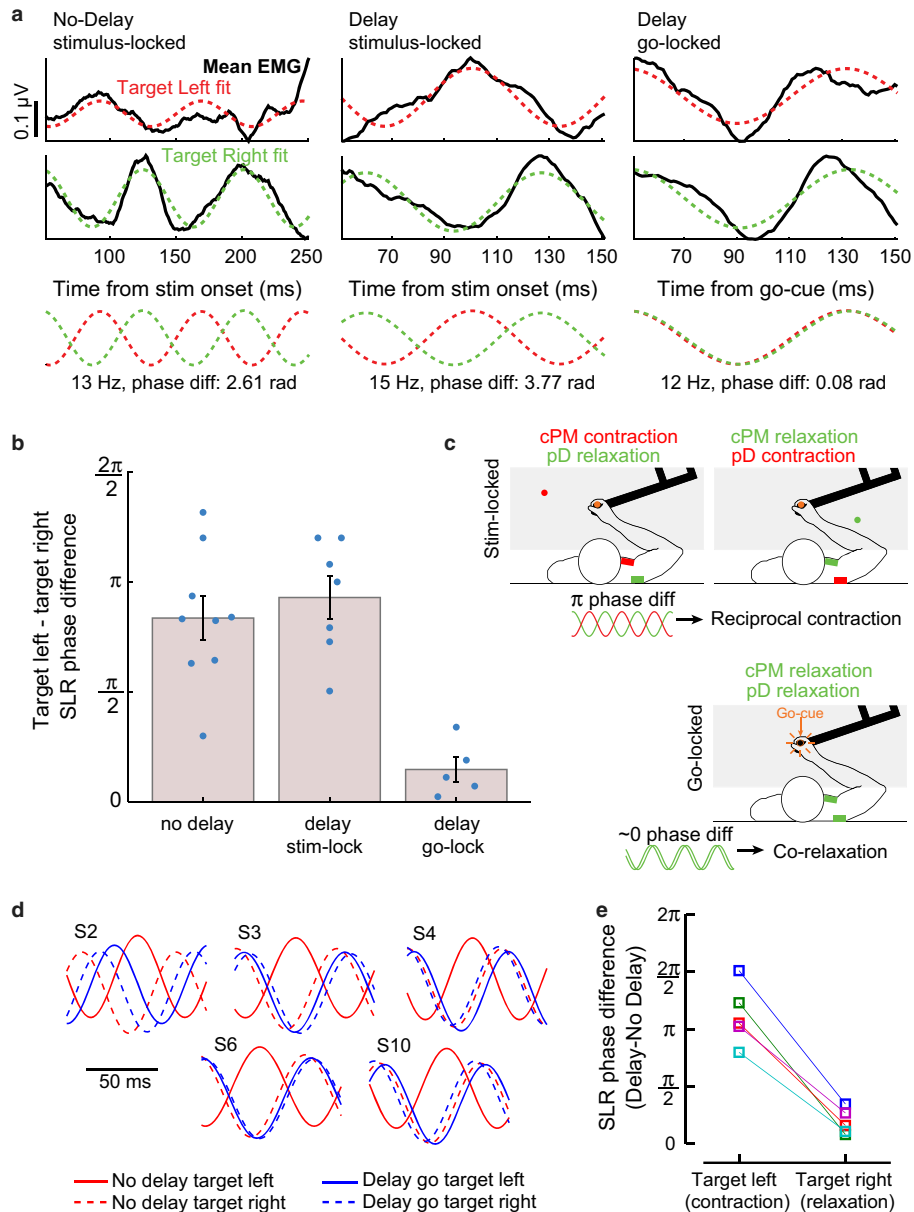 a
No-Delay
stimulus-locked
Delay
stimulus-locked
Delay
go-locked
Mean EMG
Target Left fit
0.1 µV
Target Right fit
100 150 200 250
70 90 110 130 150
70 90 110 130 150
Time from stim onset (ms)
Time from stim onset (ms)
Time from go-cue (ms)
13 Hz, phase diff: 2.61 rad
15 Hz, phase diff: 3.77 rad
12 Hz, phase diff: 0.08 rad
b
Target left - target right
SLR phase difference
2π
2
π
π
2
0
no delay
delay
stim-lock
delay
go-lock
c
cPM contraction
pD relaxation
cPM relaxation
pD contraction
Stim-locked
π phase diff
Reciprocal contraction
cPM relaxation
pD relaxation
Go-locked
Go-cue
~0 phase diff
Co-relaxation
d
S2
S3
S4
S6
S10
50 ms
No delay target left
No delay target right
Delay go target left
Delay go target right
e
SLR phase difference
(Delay-No Delay)
2π
2π
2
π
π
2
0
Target left
(contraction)
Target right
(relaxation)